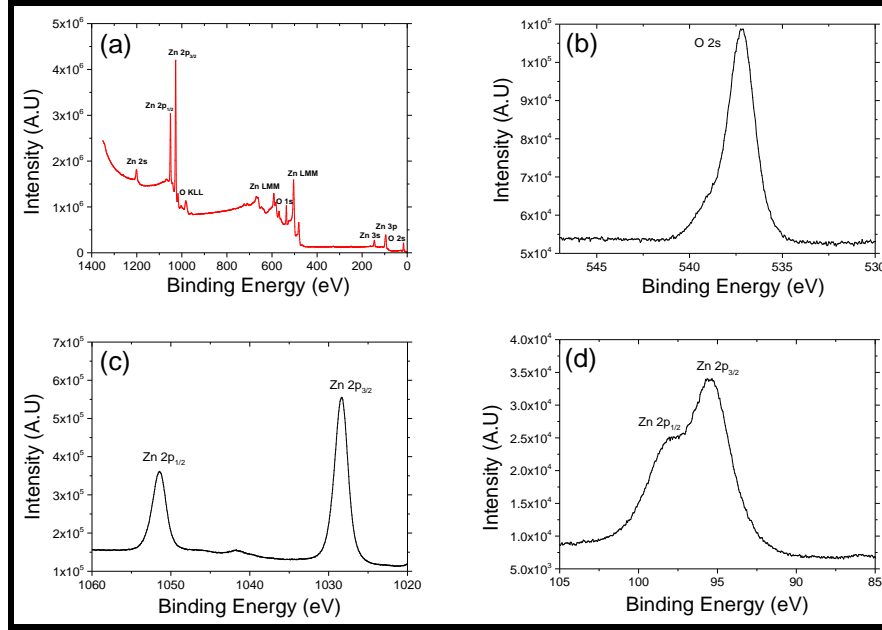 (a)
Intensity (A.U)
5x10⁶
4x10⁶
3x10⁶
2x10⁶
1x10⁶
0
Zn 2p₃/₂
Zn 2p₁/₂
Zn 2s
O KLL
Zn LMM
Zn LMM
O 1s
Zn 3p
Zn 3s
O 2s
1400 1200 1000 800 600 400 200 0
Binding Energy (eV)
(b)
O 2s
Intensity (A.U)
1x10⁵
1x10⁵
9x10⁴
8x10⁴
7x10⁴
6x10⁴
5x10⁴
545 540 535 530
Binding Energy (eV)
(c)
Intensity (A.U)
7x10⁵
6x10⁵
5x10⁵
4x10⁵
3x10⁵
2x10⁵
1x10⁵
Zn 2p₃/₂
Zn 2p₁/₂
1060 1050 1040 1030 1020
Binding Energy (eV)
(d)
Intensity (A.U)
4.0x10⁴
3.5x10⁴
3.0x10⁴
2.5x10⁴
2.0x10⁴
1.5x10⁴
1.0x10⁴
5.0x10³
Zn 2p₃/₂
Zn 2p₁/₂
105 100 95 90 85
Binding Energy (eV)